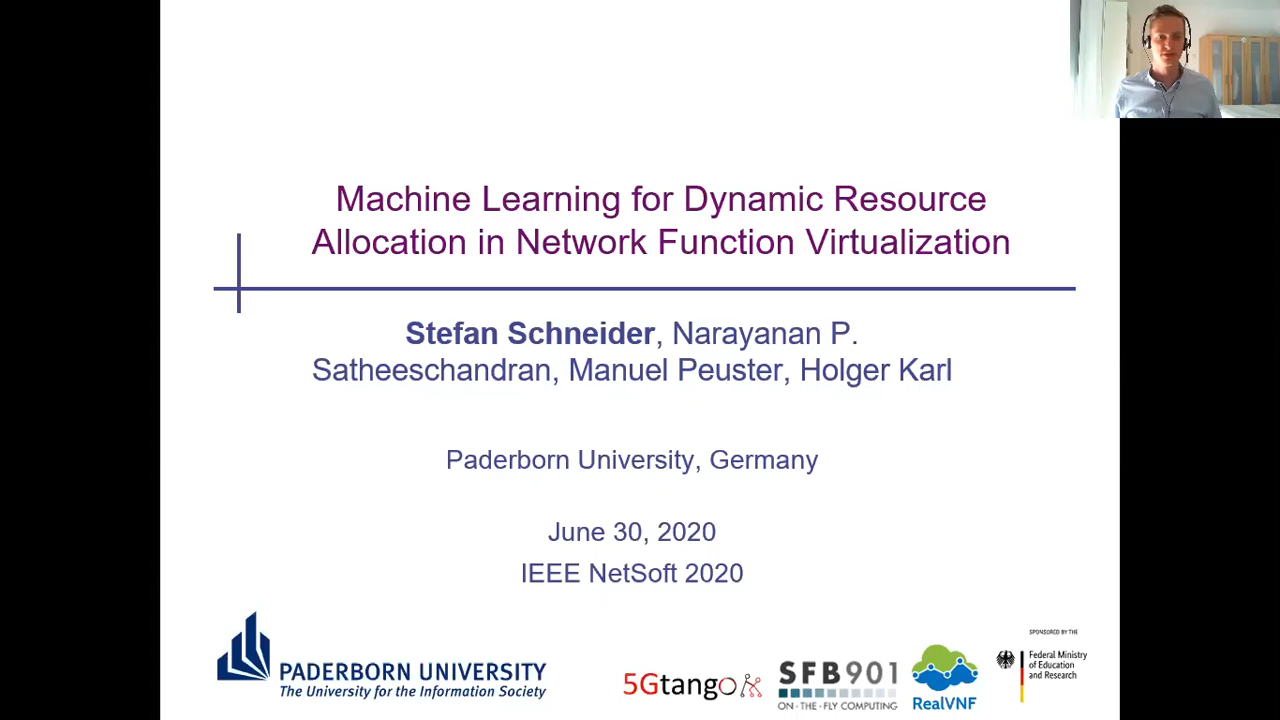 Machine Learning for Dynamic Resource
Allocation in Network Function Virtualization
Stefan Schneider, Narayanan P.
Satheeschandran, Manuel Peuster, Holger Karl
Paderborn University, Germany
June 30, 2020
IEEE NetSoft 2020
PADERBORN UNIVERSITY
The University for the Information Society
5Gtango
SFB901
ON·THE·FLY COMPUTING
RealVNF
SPONSORED BY THE
Federal Ministry
of Education
and Research